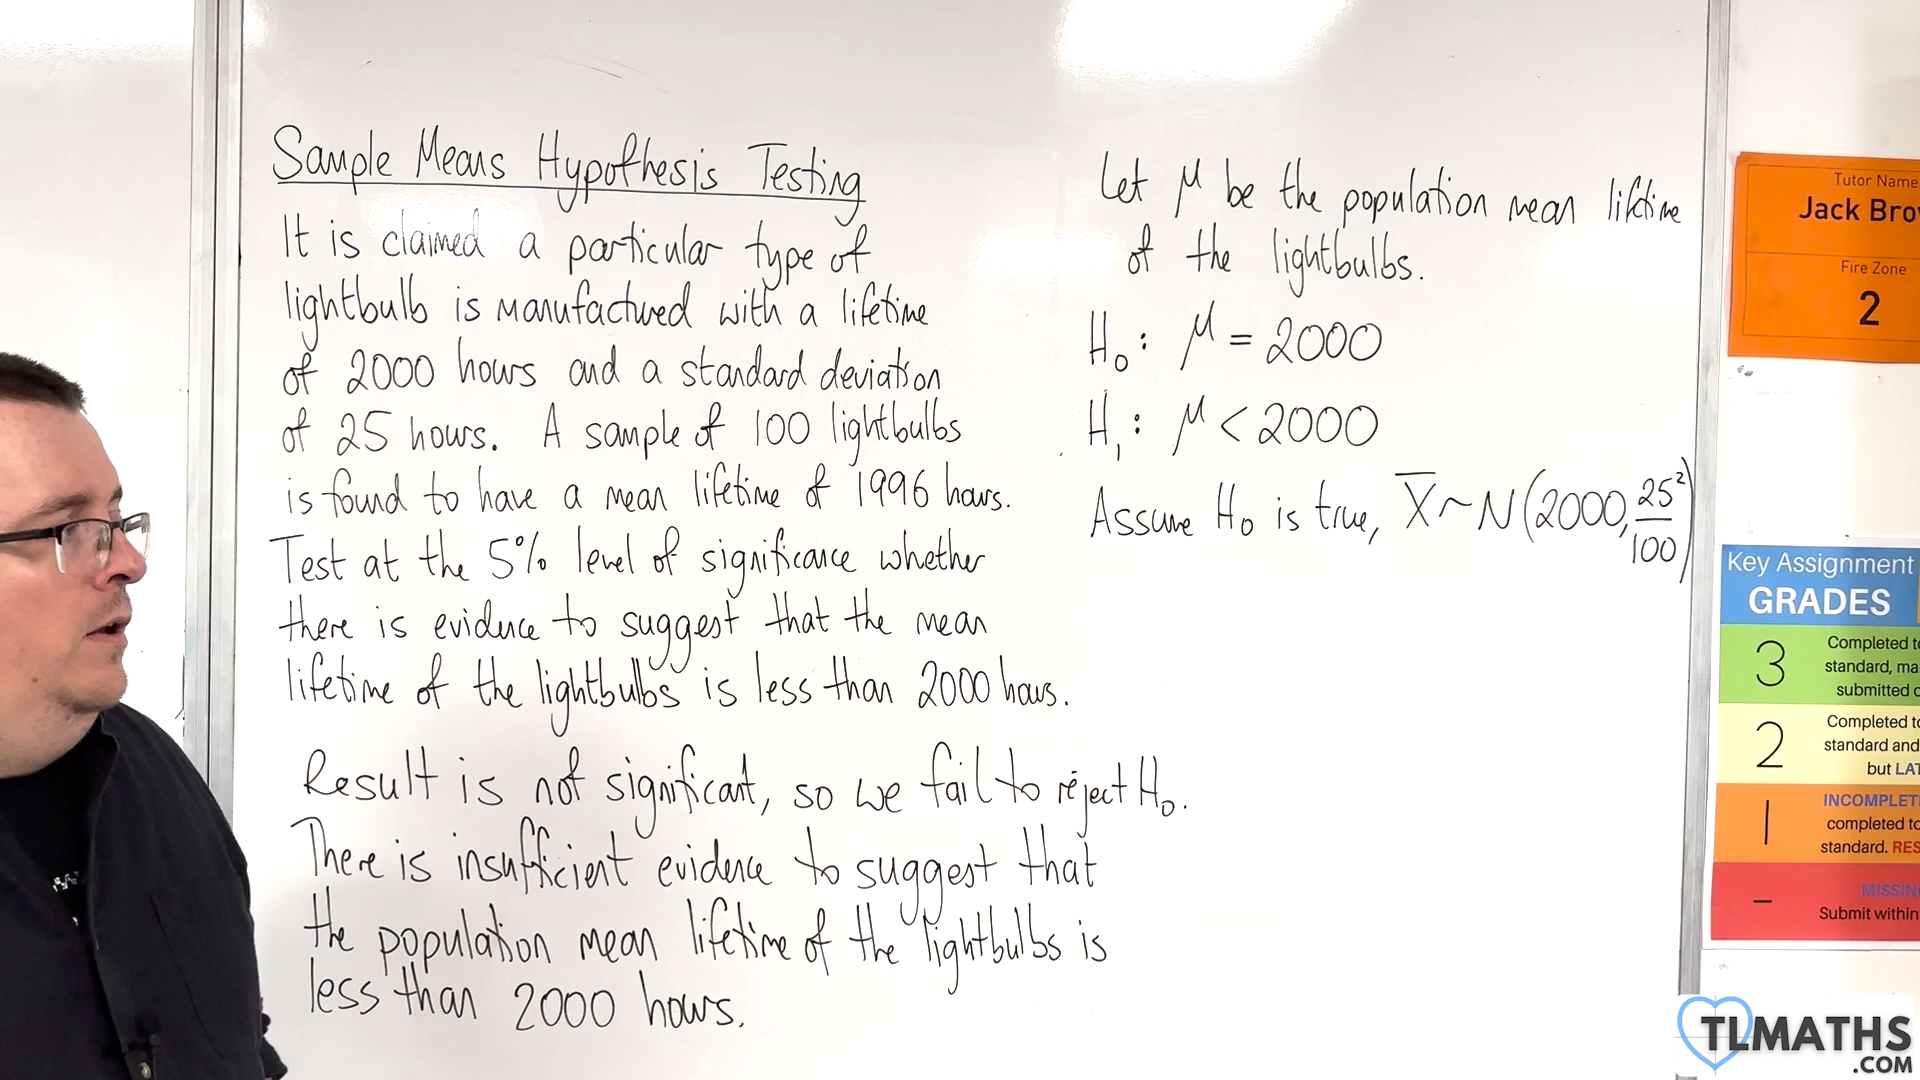 Sample Means Hypothesis Testing
It is claimed a particular type of
lightbulb is manufactured with a lifetime
of 2000 hours and a standard deviation
of 25 hours. A sample of 100 lightbulbs
is found to have a mean lifetime of 1996 hours.
Test at the 5% level of significance whether
there is evidence to suggest that the mean
lifetime of the lightbulbs is less than 2000 hours.
Result is not significant, so we fail to reject H₀.
There is insufficient evidence to suggest that
the population mean lifetime of the lightbulbs is
less than 2000 hours.
Let μ be the population mean lifetime
of the lightbulbs.
H₀: μ = 2000
H₁: μ < 2000
Assume H₀ is true, X̄ ~ N(2000, 25²/100)
Tutor Name
Jack Bro
Fire Zone
2
Key Assignment
GRADES
3
Completed t
standard, ma
submitted
2
Completed to
standard and
but LAT
1
INCOMPLET
completed to
standard. RES
-
MISSIN
Submit within
TLMATHS
.COM